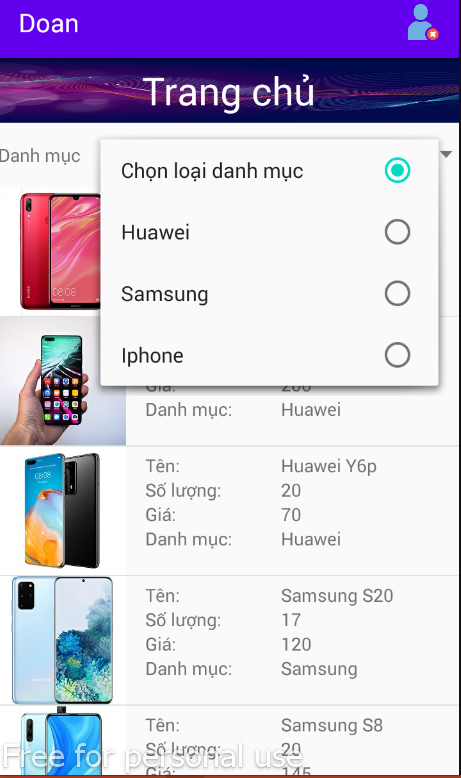 Doan
Trang chủ
Danh mục
Chọn loại danh mục
Huawei
Samsung
Iphone
Giá: 200
Danh mục: Huawei
Tên: Huawei Y6p
Số lượng: 20
Giá: 70
Danh mục: Huawei
Tên: Samsung S20
Số lượng: 17
Giá: 120
Danh mục: Samsung
Tên: Samsung S8
Số lượng: 20
Giá: 145
Free for personal use